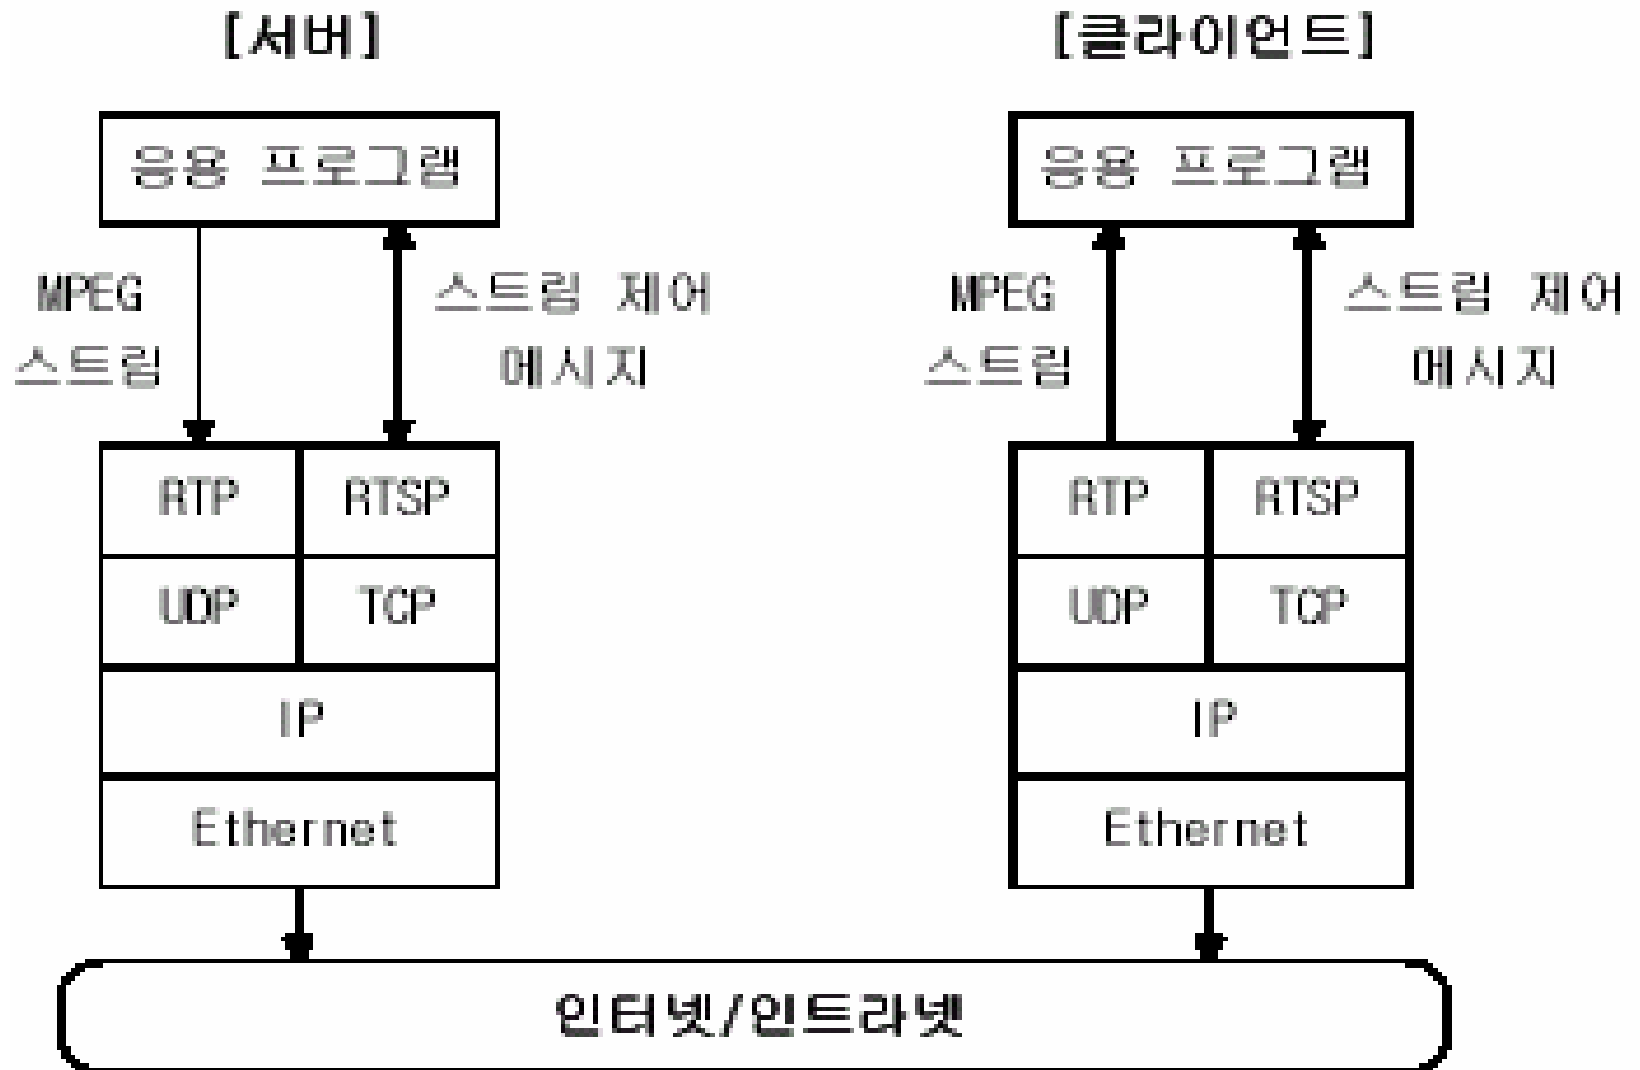 [서버]
응용 프로그램
MPEG
스트림
스트림 제어
메시지
RTP
RTSP
UDP
TCP
IP
Ethernet
[클라이언트]
응용 프로그램
MPEG
스트림
스트림 제어
메시지
RTP
RTSP
UDP
TCP
IP
Ethernet
인터넷/인트라넷